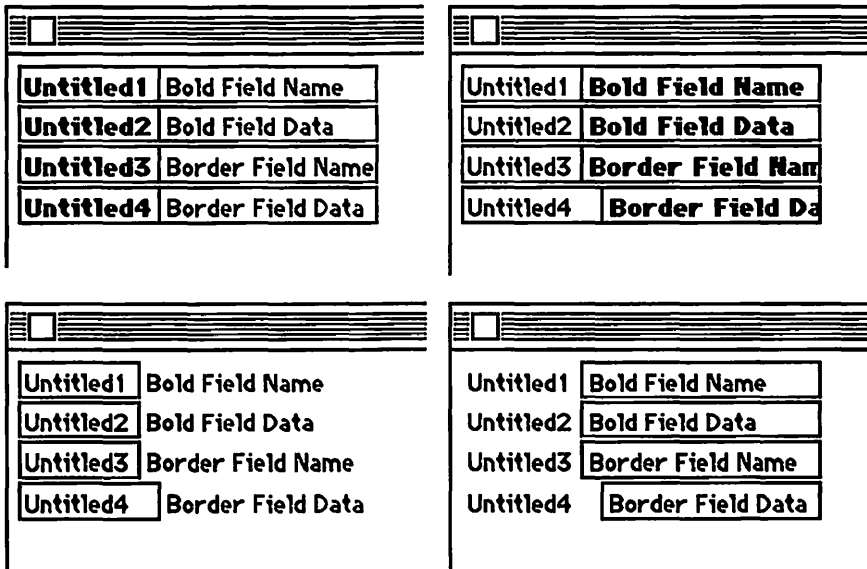 Untitled1 Bold Field Name
Untitled2 Bold Field Data
Untitled3 Border Field Name
Untitled4 Border Field Data
Untitled1 Bold Field Name
Untitled2 Bold Field Data
Untitled3 Border Field Nam
Untitled4 Border Field Da
Untitled1 Bold Field Name
Untitled2 Bold Field Data
Untitled3 Border Field Name
Untitled4 Border Field Data
Untitled1 Bold Field Name
Untitled2 Bold Field Data
Untitled3 Border Field Name
Untitled4 Border Field Data